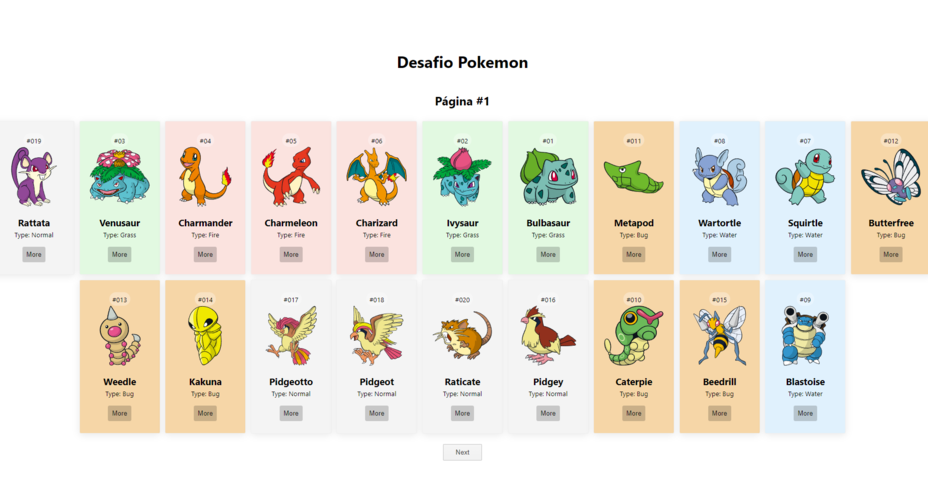 Desafio Pokemon
Página #1
#019 #03 #04 #05 #06 #02 #01 #011 #08 #07 #012
Rattata Venusaur Charmander Charmeleon Charizard Ivysaur Bulbasaur Metapod Wartortle Squirtle Butterfree
Type: Normal Type: Grass Type: Fire Type: Fire Type: Fire Type: Grass Type: Grass Type: Bug Type: Water Type: Water Type: Bug
More More More More More More More More More More More
#013 #014 #017 #018 #020 #016 #010 #015 #09
Weedle Kakuna Pidgeotto Pidgeot Raticate Pidgey Caterpie Beedrill Blastoise
Type: Bug Type: Bug Type: Normal Type: Normal Type: Normal Type: Normal Type: Bug Type: Bug Type: Water
More More More More More More More More More
Next